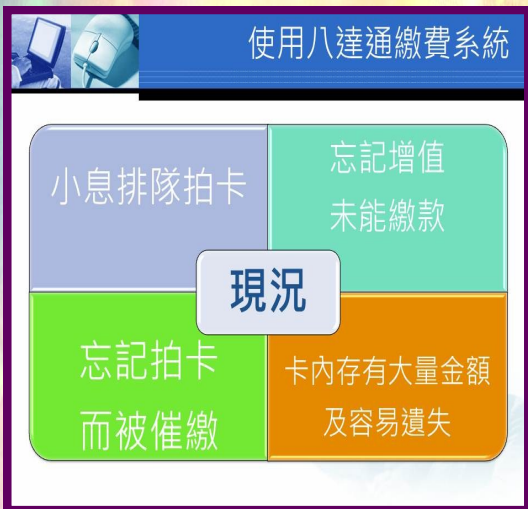 使用八達通繳費系統
小息排隊拍卡
忘記增值
未能繳款
現況
忘記拍卡
而被催繳
卡內存有大量金額
及容易遺失